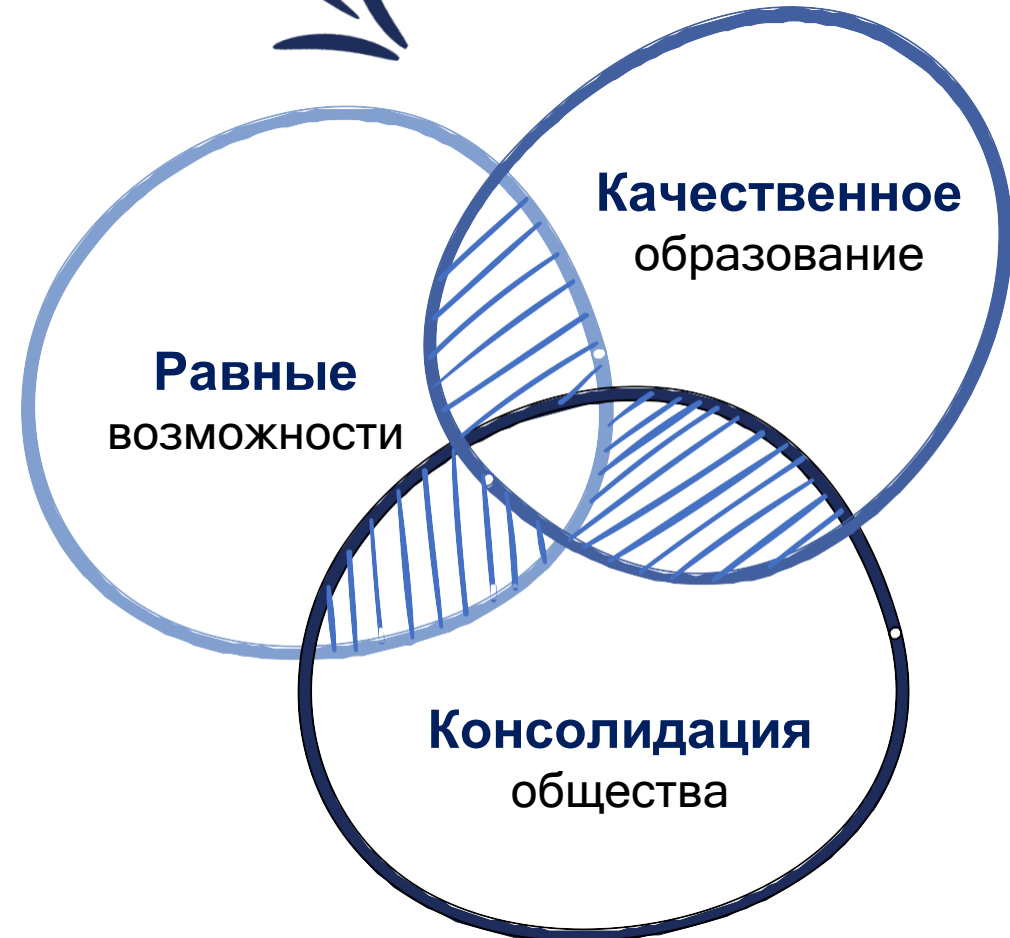 Качественное
образование
Равные
возможности
Консолидация
общества